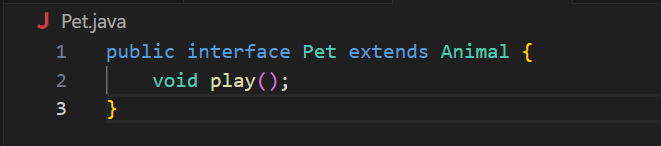 J Pet.java
1 public interface Pet extends Animal {
2 void play();
3 }